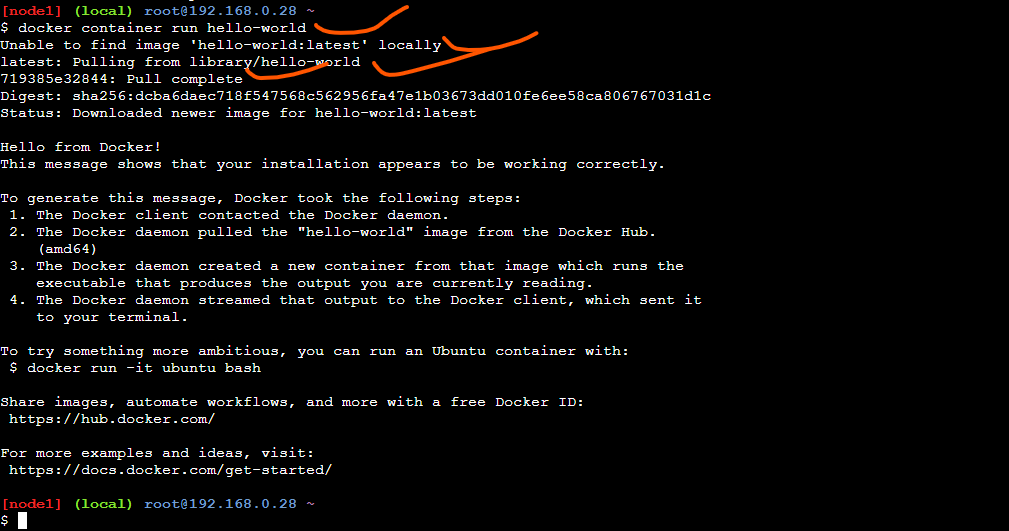 [node1] (local) root@192.168.0.28 ~
$ docker container run hello-world
Unable to find image 'hello-world:latest' locally
latest: Pulling from library/hello-world
719385e32844: Pull complete
Digest: sha256:dcba6daec718f547568c562956fa47e1b03673dd010fe6ee58ca806767031d1c
Status: Downloaded newer image for hello-world:latest
Hello from Docker!
This message shows that your installation appears to be working correctly.
To generate this message, Docker took the following steps:
1. The Docker client contacted the Docker daemon.
2. The Docker daemon pulled the "hello-world" image from the Docker Hub.
(amd64)
3. The Docker daemon created a new container from that image which runs the
executable that produces the output you are currently reading.
4. The Docker daemon streamed that output to the Docker client, which sent it
to your terminal.
To try something more ambitious, you can run an Ubuntu container with:
$ docker run -it ubuntu bash
Share images, automate workflows, and more with a free Docker ID:
https://hub.docker.com/
For more examples and ideas, visit:
https://docs.docker.com/get-started/
[node1] (local) root@192.168.0.28 ~
$